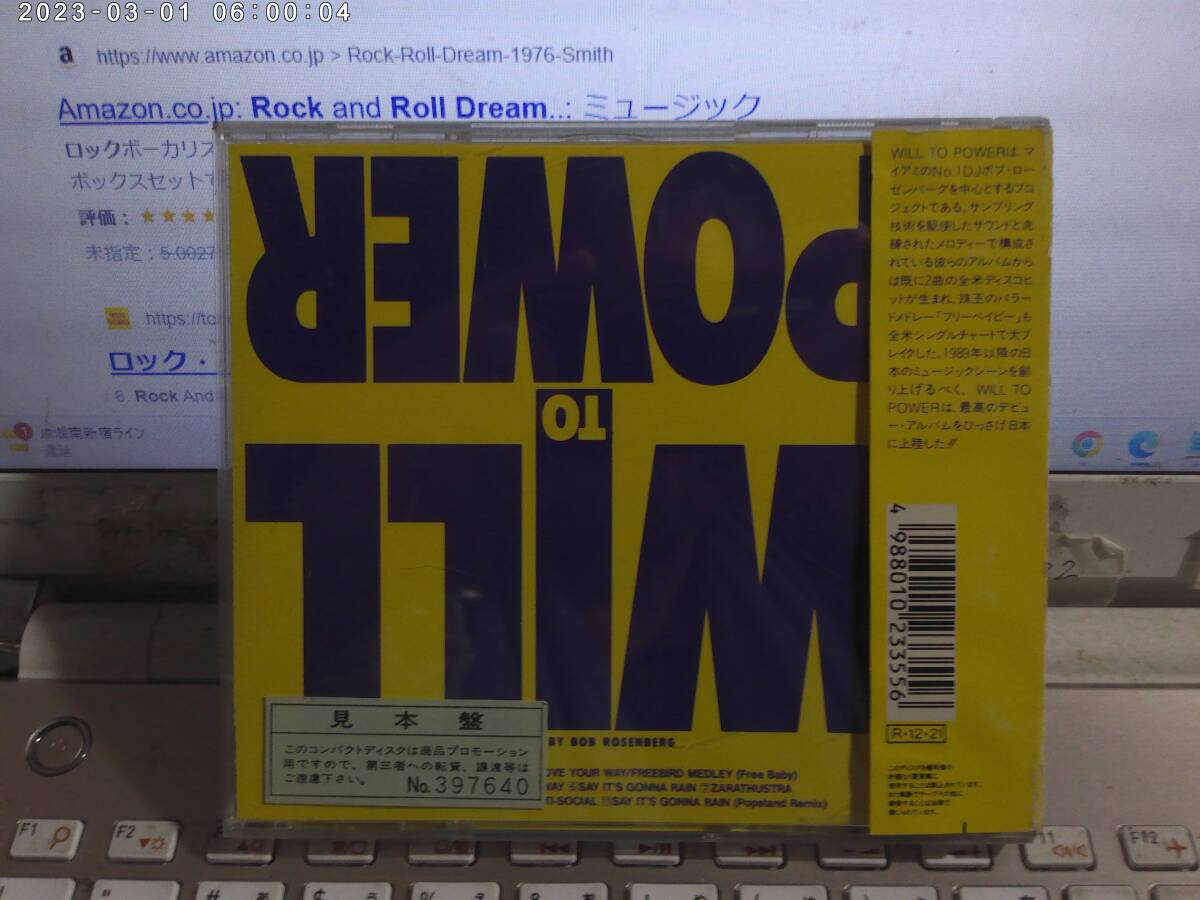 2023-03-01 06:00:04
a https://www.amazon.co.jp > Rock-Roll-Dream-1976-Smith
Amazon.co.jp: Rock and Roll Dream..: ミュージック
ロックボーカリス
ボックスセットで
評価: ★★★★
未指定:5.0027
https://to
ロック・
8 Rock And
1
WILL
TO
POWER
BY BOB ROSENBERG
OVE YOUR WAY/FREEBIRD MEDLEY (Free Baby)
WAY ⑥SAY IT'S GONNA RAIN ⑦ZARATHUSTRA
TI-SOCIAL ⑪SAY IT'S GONNA RAIN (Popstand Remix)
見本盤
このコンパクトディスクは商品プロモーション
用ですので、第三者への転貸、譲渡等は
ご遠慮下さい。
No.397640
WILL TO POWERは、マ
イアミのNo.1DJボブ・ロー
ゼンバーグを中心とするプロ
ジェクトである。サンプリング
技術を駆使したサウンドと洗
練されたメロディーで構成さ
れている彼らのアルバムから
は既に2曲の全米ディスコヒ
ットが生まれ、珠玉のバラー
ドメドレー「フリーベイビー」も
全米シングルチャートで大ブ
レイクした。1989年以降の日
本のミュージックシーンを創
り上げるべく、WILL TO
POWERは、最高のデビュ
ー・アルバムをひっさげ日本
に上陸した!!
4 988010 233556
R・12・21
F1
F2
11
F12